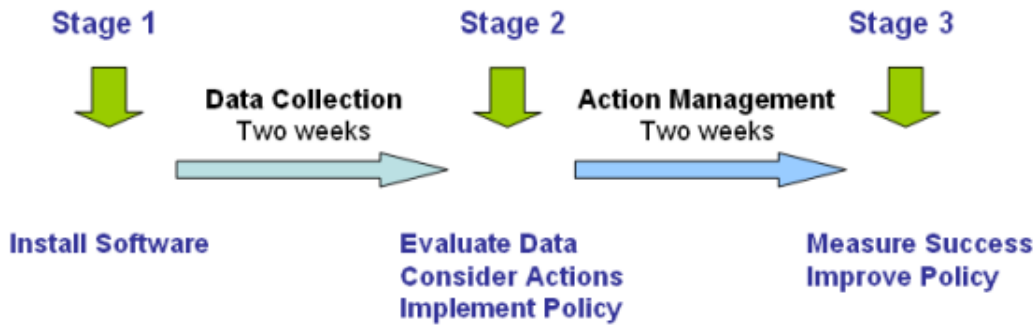 Stage 1
Stage 2
Stage 3
Data Collection
Two weeks
Action Management
Two weeks
Install Software
Evaluate Data
Consider Actions
Implement Policy
Measure Success
Improve Policy